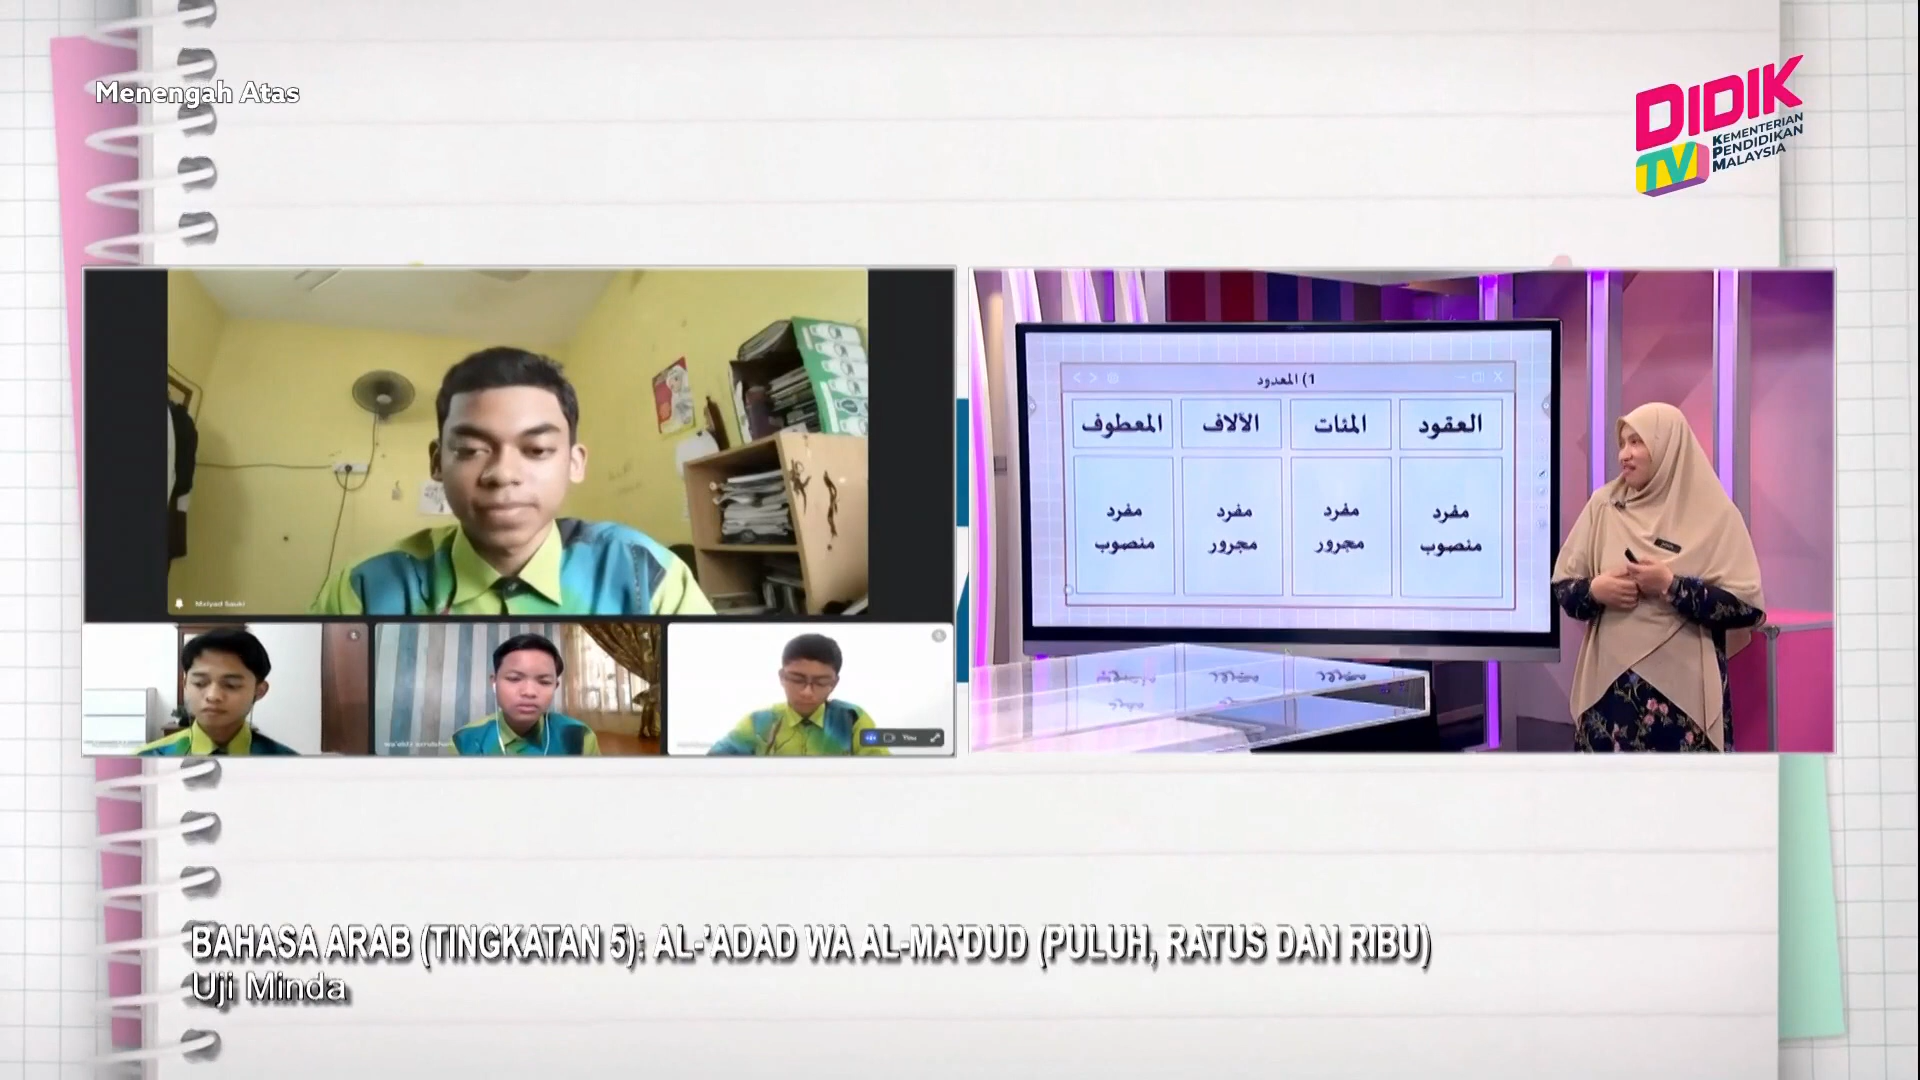 Menengah Atas
DIDIK
TV
KEMENTERIAN
PENDIDIKAN
MALAYSIA
1) المعدود
العقود
المئات
الآلاف
المعطوف
مفرد
منصوب
مفرد
مجرور
مفرد
مجرور
مفرد
منصوب
You
BAHASA ARAB (TINGKATAN 5): AL-'ADAD WA AL-MA'DUD (PULUH, RATUS DAN RIBU)
Uji Minda